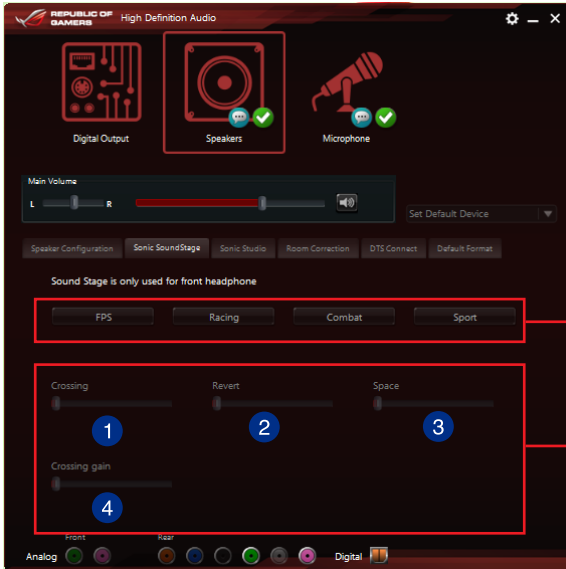 REPUBLIC OF
GAMERS
High Definition Audio
Digital Output
Speakers
Microphone
Main Volume
L R
Set Default Device
Speaker Configuration Sonic SoundStage Sonic Studio Room Correction DTS Connect Default Format
Sound Stage is only used for front headphone
FPS Racing Combat Sport
Crossing Revert Space
1 2 3
Crossing gain
4
Front Rear
Analog Digital